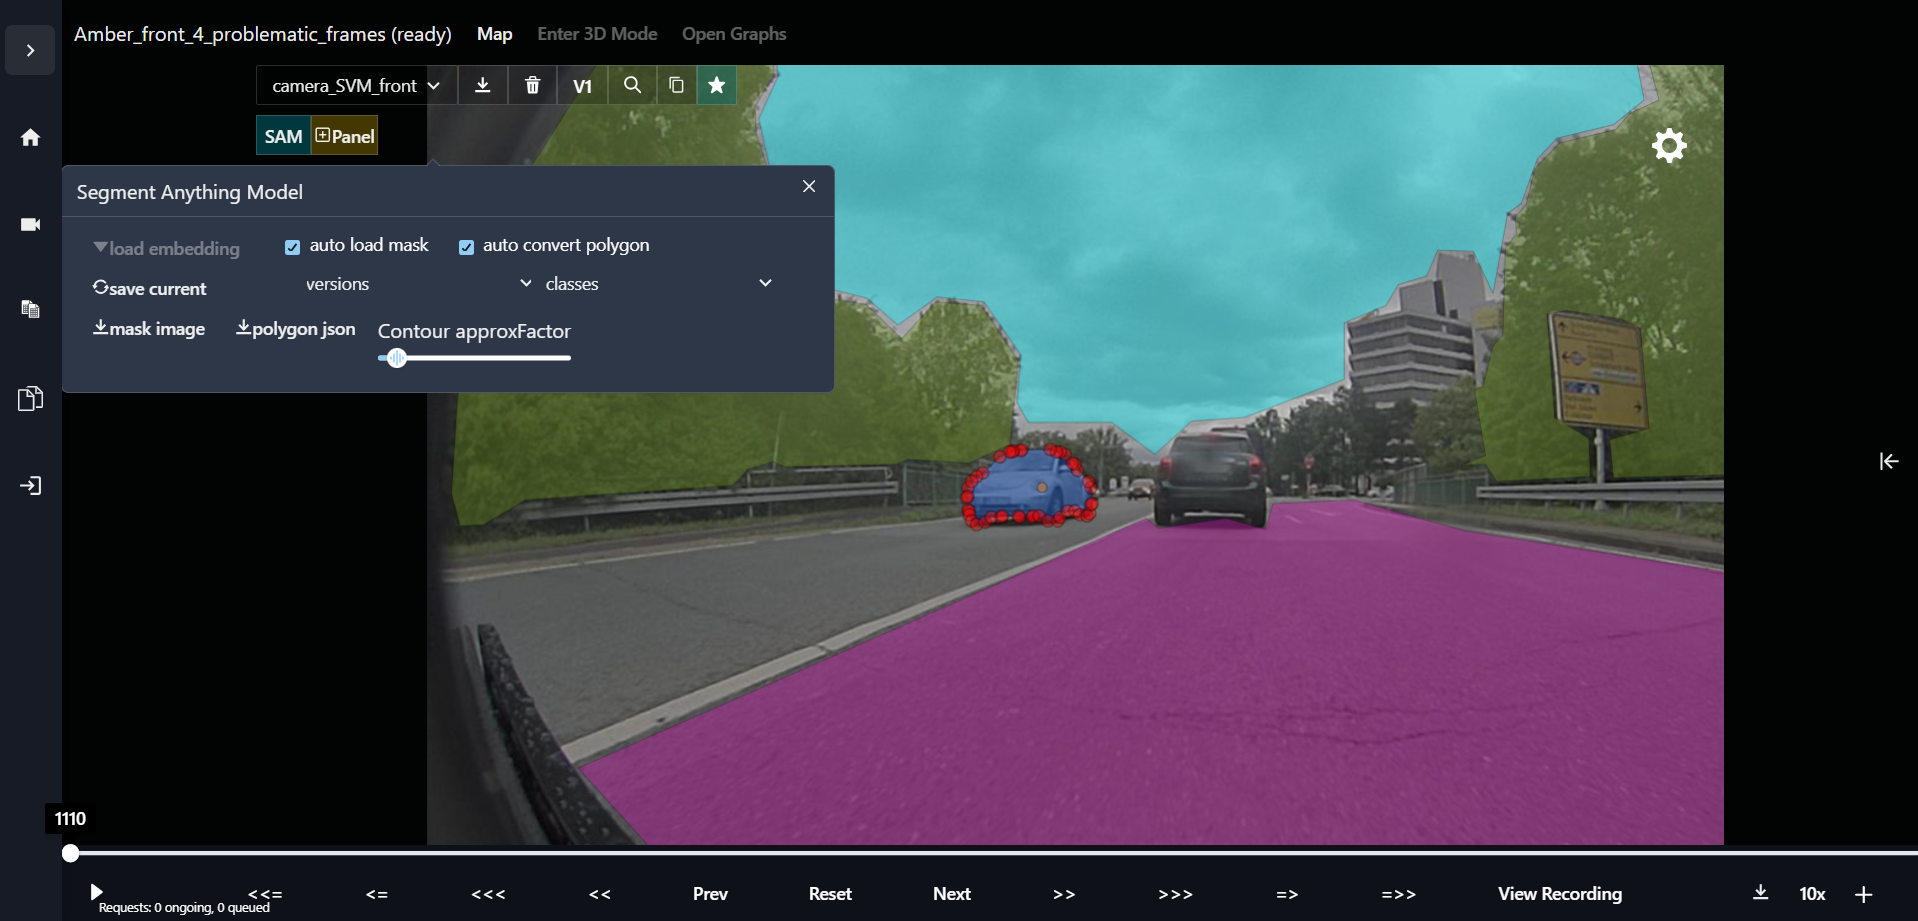 Amber_front_4_problematic_frames (ready) Map Enter 3D Mode Open Graphs
camera_SVM_front V1
SAM Panel
Segment Anything Model
load embedding auto load mask auto convert polygon
save current versions classes
mask image polygon json Contour approxFactor
1110
<<= <= <<< << Prev Reset Next >> >>> => =>> View Recording 10x
Requests: 0 ongoing, 0 queued